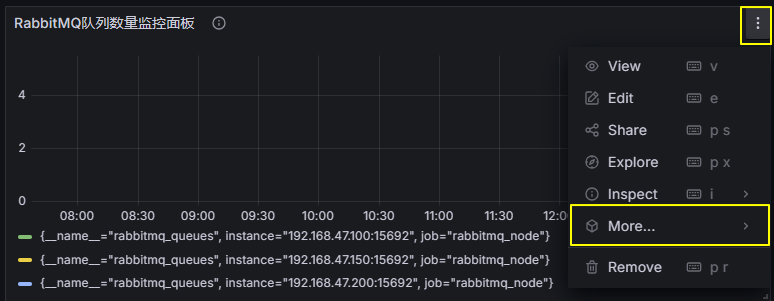 RabbitMQ队列数量监控面板
View v
Edit e
Share p s
Explore p x
Inspect i
More...
Remove p r
4
2
0
08:00 08:30 09:00 09:30 10:00 10:30 11:00 11:30 12:0
{__name__="rabbitmq_queues", instance="192.168.47.100:15692", job="rabbitmq_node"}
{__name__="rabbitmq_queues", instance="192.168.47.150:15692", job="rabbitmq_node"}
{__name__="rabbitmq_queues", instance="192.168.47.200:15692", job="rabbitmq_node"}